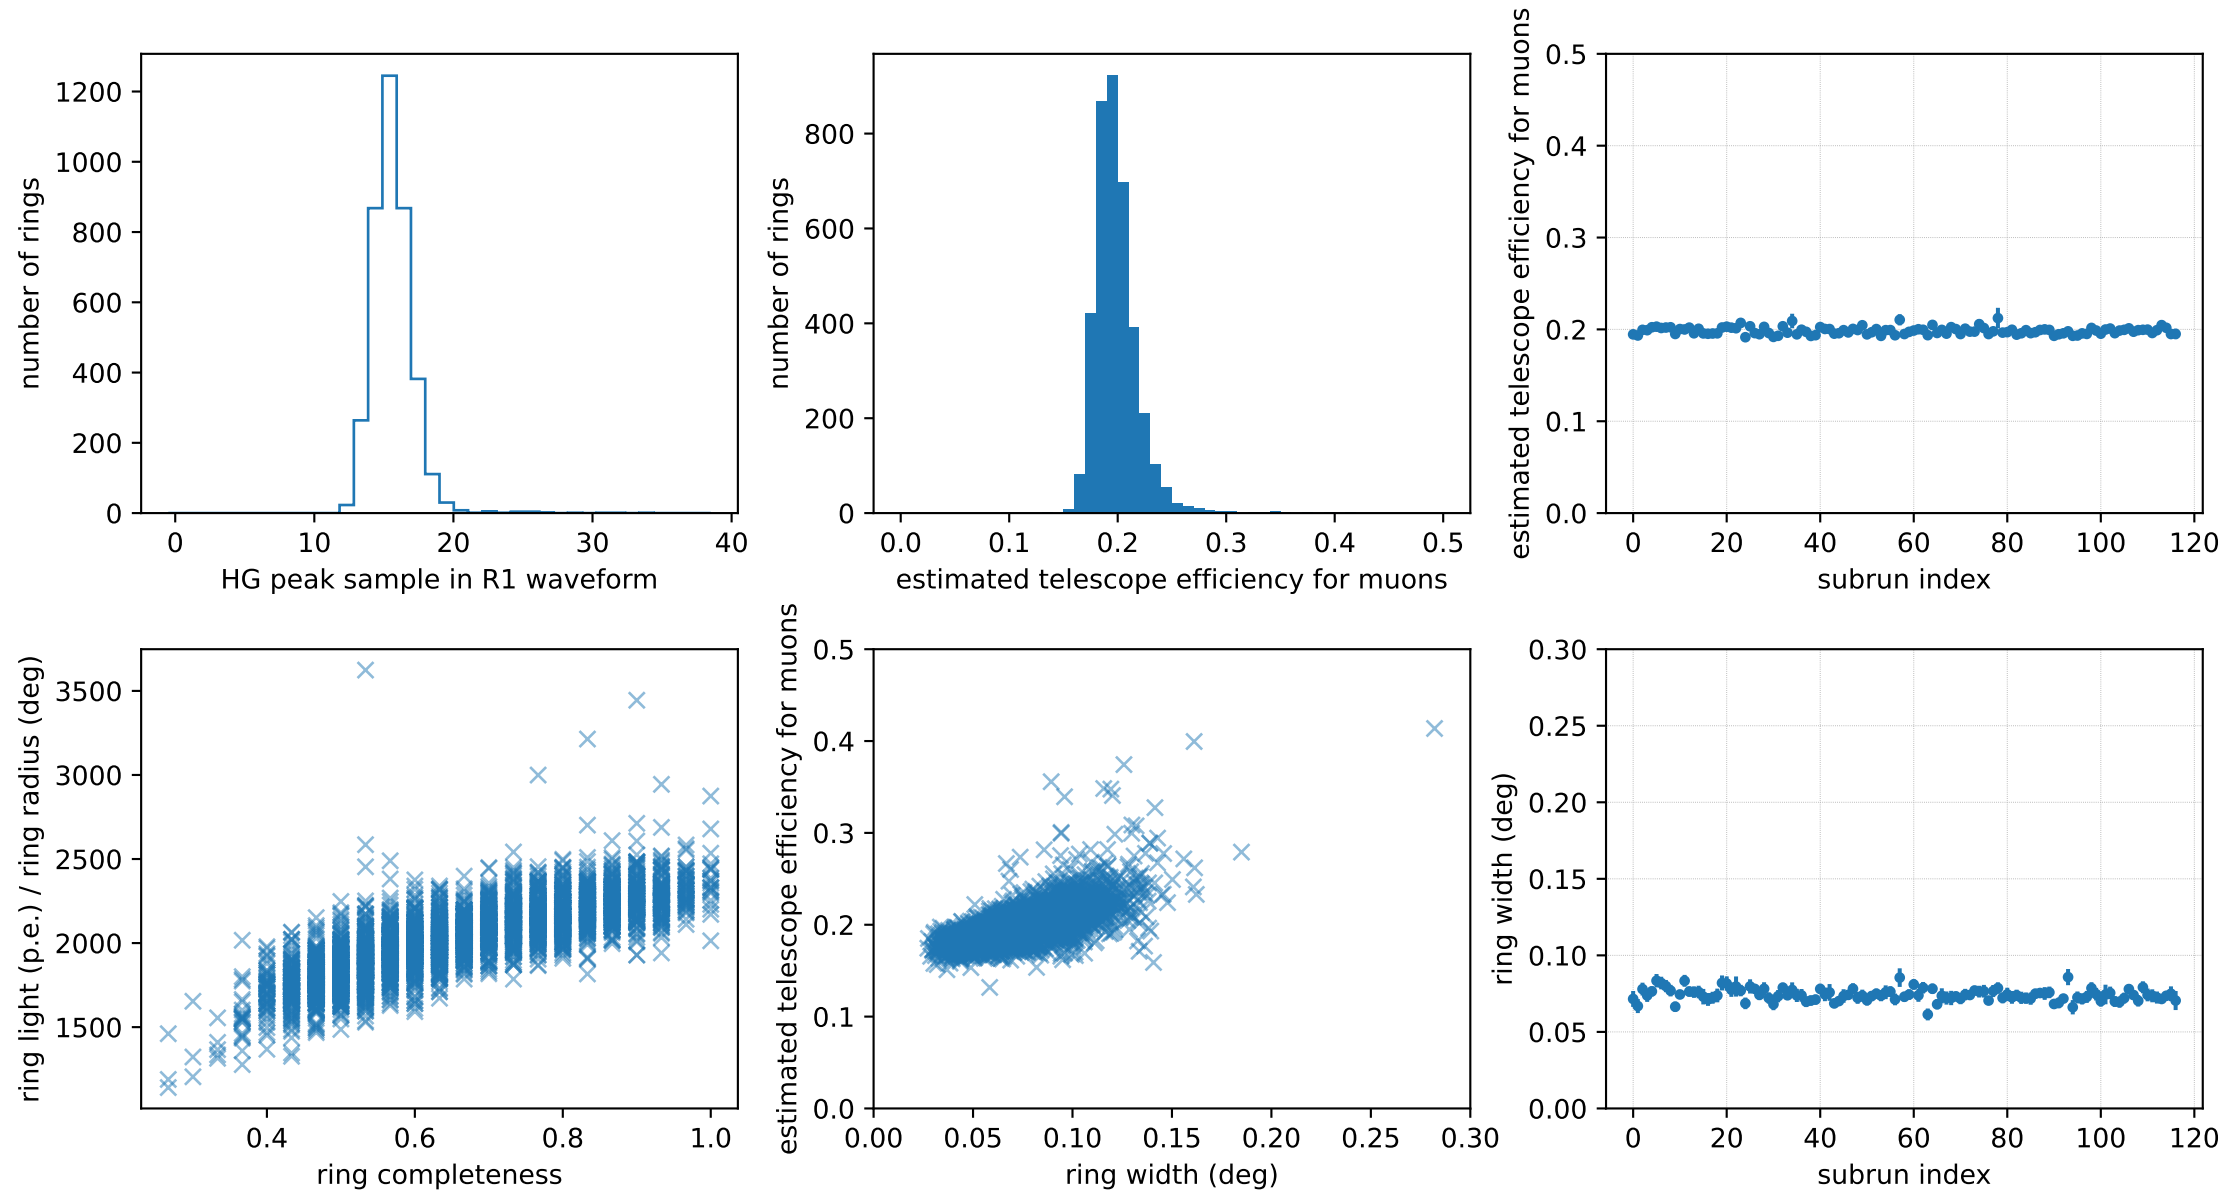 number of rings
1200
1000
800
600
400
200
0
0 10 20 30 40
HG peak sample in R1 waveform
number of rings
800
600
400
200
0
0.0 0.1 0.2 0.3 0.4 0.5
estimated telescope efficiency for muons
estimated telescope efficiency for muons
0.5
0.4
0.3
0.2
0.1
0.0
0 20 40 60 80 100 120
subrun index
ring light (p.e.) / ring radius (deg)
3500
3000
2500
2000
1500
0.4 0.6 0.8 1.0
ring completeness
estimated telescope efficiency for muons
0.5
0.4
0.3
0.2
0.1
0.0
0.00 0.05 0.10 0.15 0.20 0.25 0.30
ring width (deg)
ring width (deg)
0.30
0.25
0.20
0.15
0.10
0.05
0.00
0 20 40 60 80 100 120
subrun index